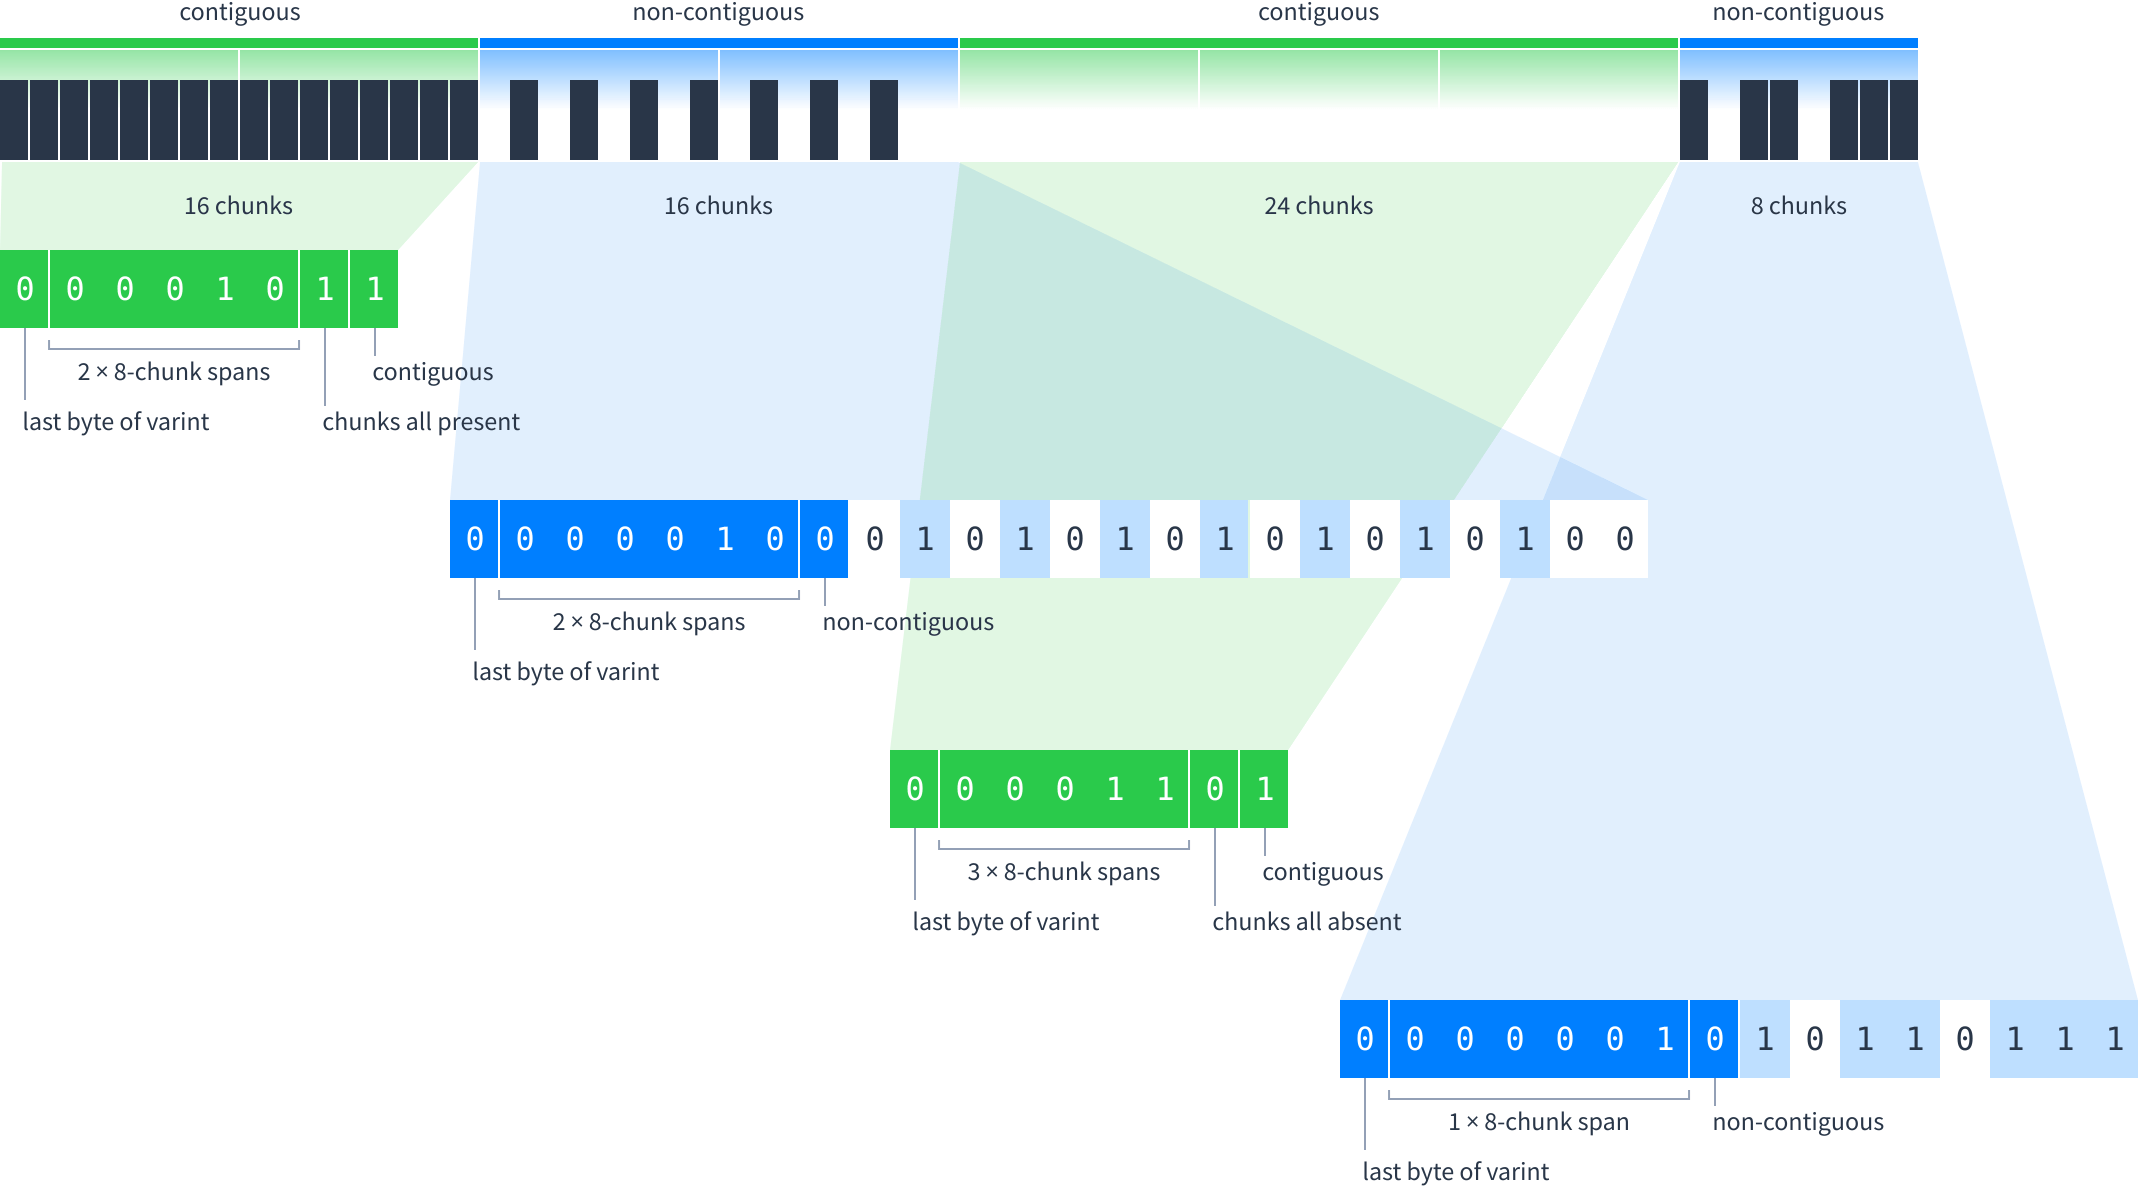 contiguous non-contiguous contiguous non-contiguous
16 chunks 16 chunks 24 chunks 8 chunks
0 0 0 0 1 0 1 1
2 × 8-chunk spans contiguous
last byte of varint chunks all present
0 0 0 0 0 1 0 0 0 1 0 1 0 1 0 1 0 1 0 1 0 1 0 0
2 × 8-chunk spans non-contiguous
last byte of varint
0 0 0 0 1 1 0 1
3 × 8-chunk spans contiguous
last byte of varint chunks all absent
0 0 0 0 0 0 1 0 1 0 1 1 0 1 1 1
1 × 8-chunk span non-contiguous
last byte of varint